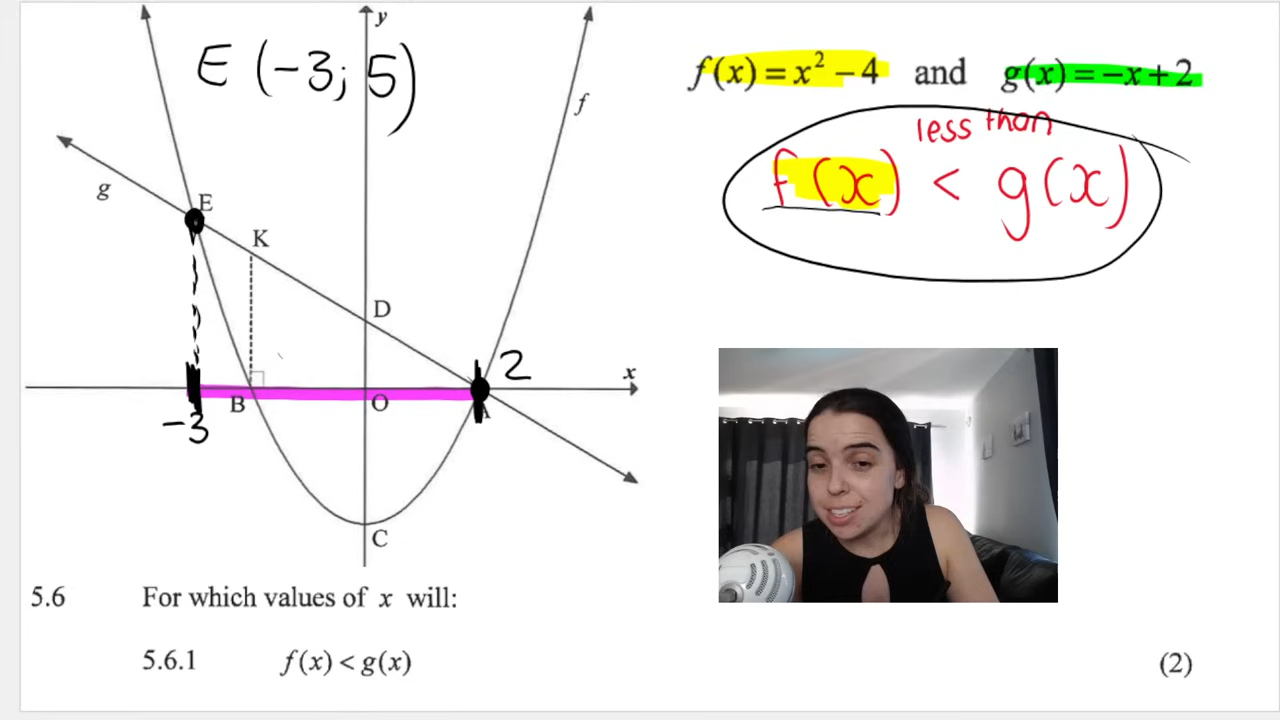 y
E (-3; 5)
f
g
E
K
D
2
x
B
O
A
-3
C
f(x) = x² – 4 and g(x) = –x + 2
less than
f(x) < g(x)
5.6 For which values of x will:
5.6.1 f(x) < g(x) (2)